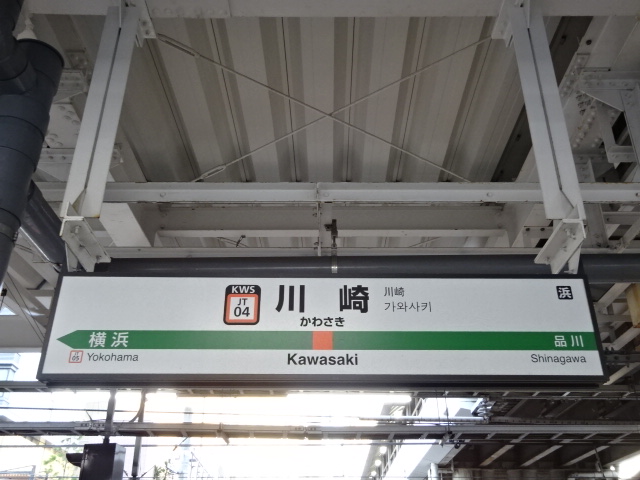 KWS
JT
04
川崎
川崎
가와사키
浜
かわさき
横浜
品川
JT
05
Yokohama
Kawasaki
Shinagawa